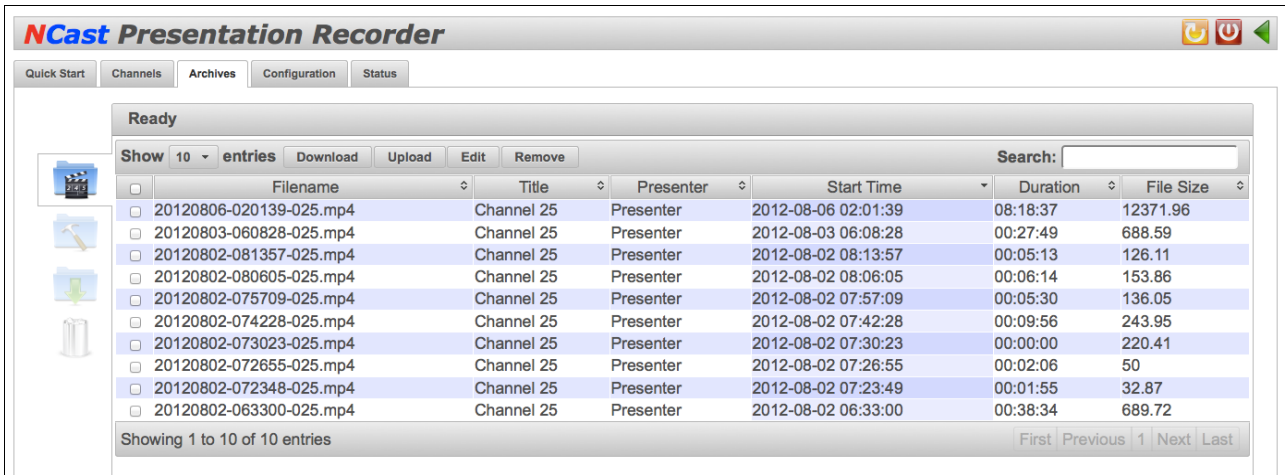 NCast Presentation Recorder
Quick Start Channels Archives Configuration Status
Ready
Show 10 entries Download Upload Edit Remove Search:
Filename Title Presenter Start Time Duration File Size
20120806-020139-025.mp4 Channel 25 Presenter 2012-08-06 02:01:39 08:18:37 12371.96
20120803-060828-025.mp4 Channel 25 Presenter 2012-08-03 06:08:28 00:27:49 688.59
20120802-081357-025.mp4 Channel 25 Presenter 2012-08-02 08:13:57 00:05:13 126.11
20120802-080605-025.mp4 Channel 25 Presenter 2012-08-02 08:06:05 00:06:14 153.86
20120802-075709-025.mp4 Channel 25 Presenter 2012-08-02 07:57:09 00:05:30 136.05
20120802-074228-025.mp4 Channel 25 Presenter 2012-08-02 07:42:28 00:09:56 243.95
20120802-073023-025.mp4 Channel 25 Presenter 2012-08-02 07:30:23 00:00:00 220.41
20120802-072655-025.mp4 Channel 25 Presenter 2012-08-02 07:26:55 00:02:06 50
20120802-072348-025.mp4 Channel 25 Presenter 2012-08-02 07:23:49 00:01:55 32.87
20120802-063300-025.mp4 Channel 25 Presenter 2012-08-02 06:33:00 00:38:34 689.72
Showing 1 to 10 of 10 entries First Previous 1 Next Last